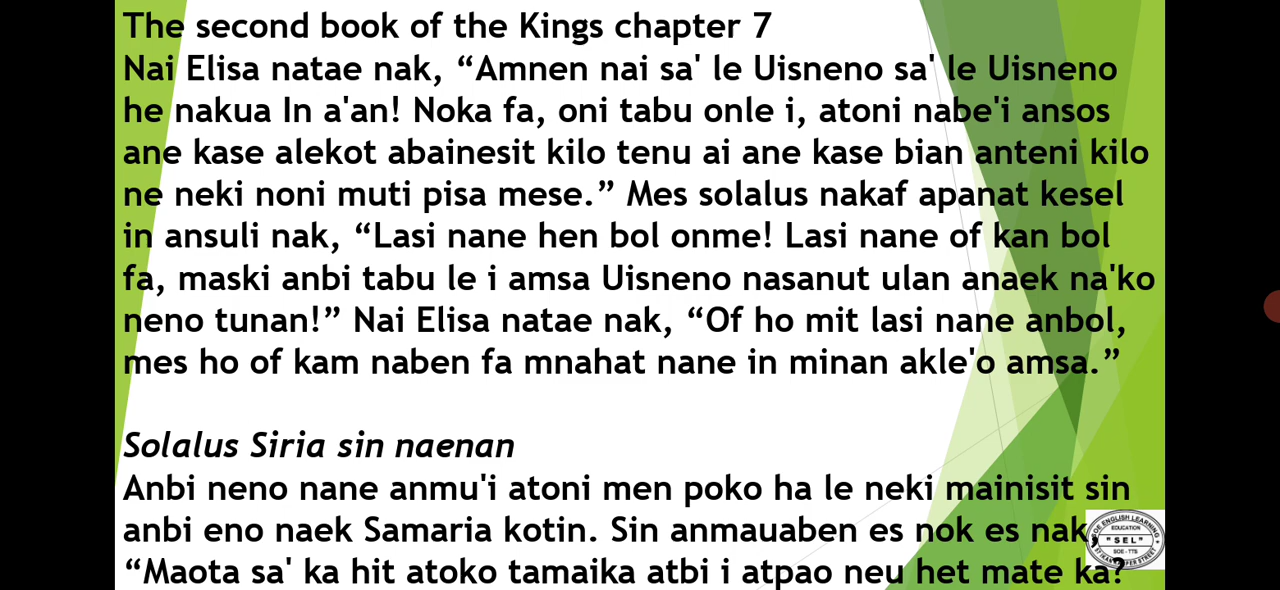 The second book of the Kings chapter 7
Nai Elisa natae nak, “Amnen nai sa' le Uisneno sa' le Uisneno
he nakua In a'an! Noka fa, oni tabu onle i, atoni nabe'i ansos
ane kase alekot abainesit kilo tenu ai ane kase bian anteni kilo
ne neki noni muti pisa mese.” Mes solalus nakaf apanat kesel
in ansuli nak, “Lasi nane hen bol onme! Lasi nane of kan bol
fa, maski anbi tabu le i amsa Uisneno nasanut ulan anaek na'ko
neno tunan!” Nai Elisa natae nak, “Of ho mit lasi nane anbol,
mes ho of kam naben fa mnahat nane in minan akle'o amsa.”
Solalus Siria sin naenan
Anbi neno nane anmu'i atoni men poko ha le neki mainisit sin
anbi eno naek Samaria kotin. Sin anmauaben es nok es nak,
“Maota sa' ka hit atoko tamaika atbi i atpao neu het mate ka?
SOE ENGLISH LEARNING
EDUCATION
"SEL"
SOE - TTS